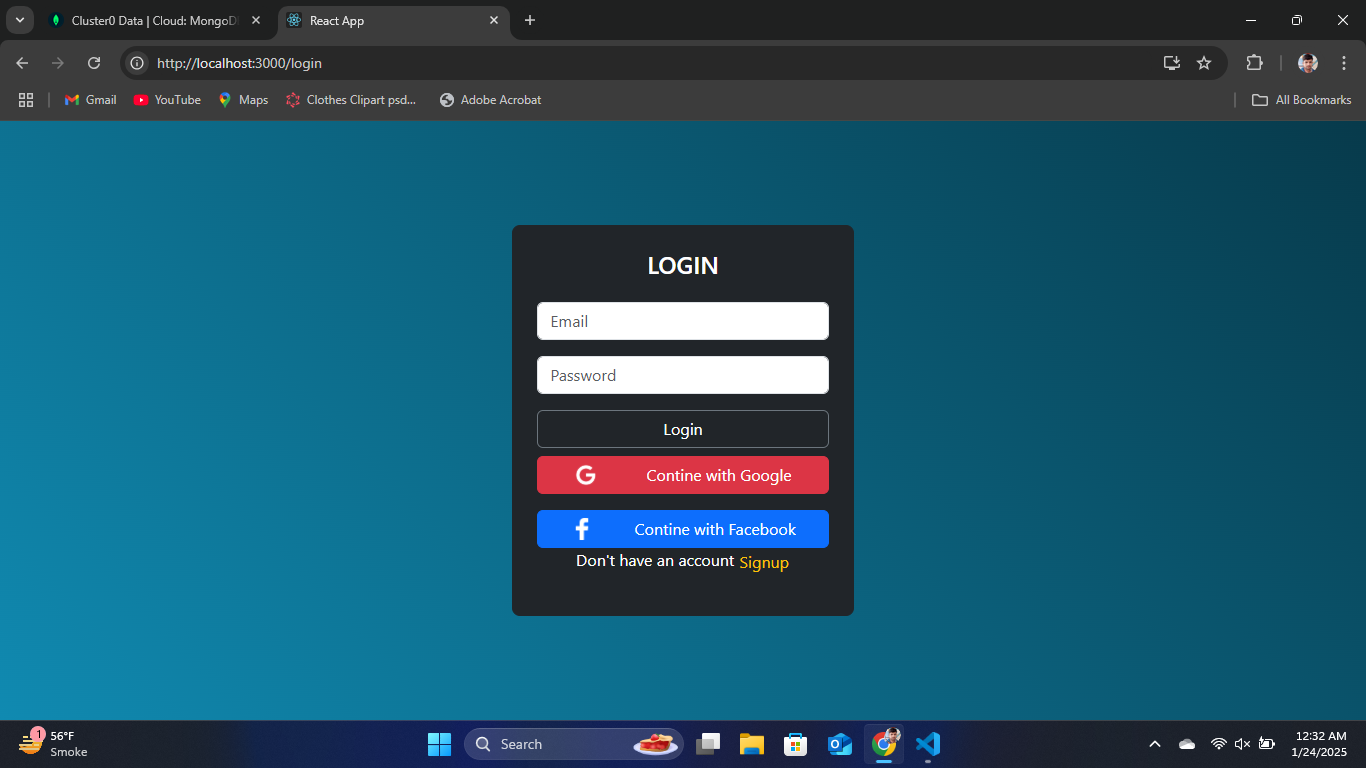 Cluster0 Data | Cloud: MongoD
React App
http://localhost:3000/login
Gmail
YouTube
Maps
Clothes Clipart psd...
Adobe Acrobat
All Bookmarks
LOGIN
Email
Password
Login
G Contine with Google
f Contine with Facebook
Don't have an account Signup
1
56°F
Smoke
Search
12:32 AM
1/24/2025